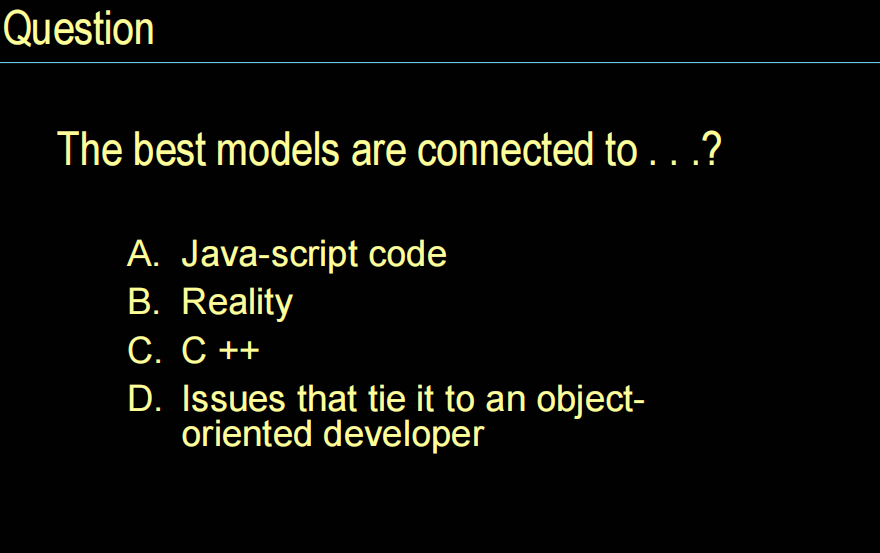 Question
The best models are connected to . . .?
A. Java-script code
B. Reality
C. C ++
D. Issues that tie it to an object-
oriented developer